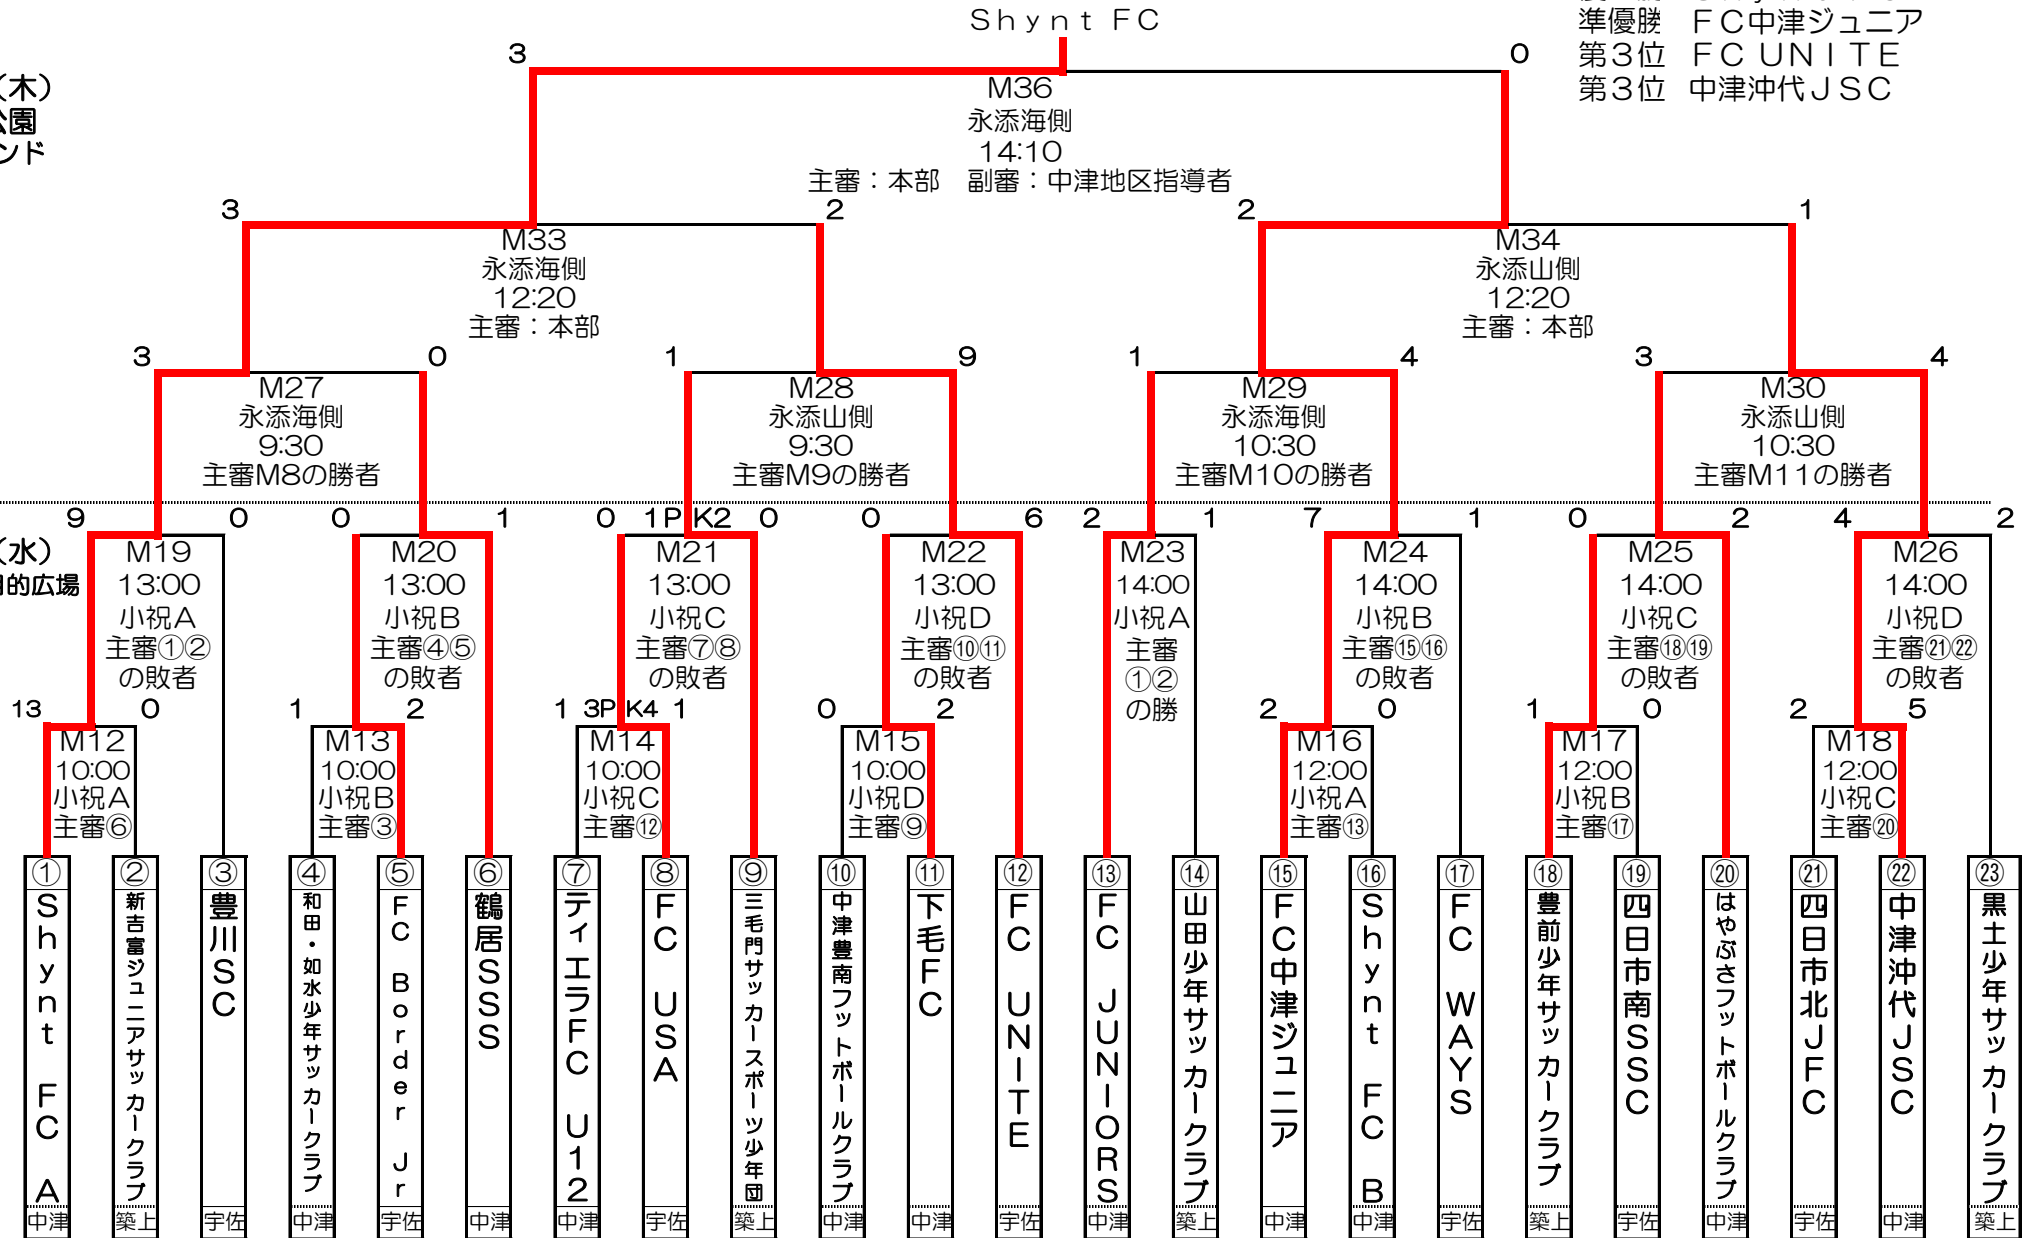 Shynt FC
準優勝 FC中津ジュニア
第3位 FC UNITE
第3位 中津沖代JSC
3 0
(木)
公園
ンド
M36
永添海側
14:10
主審：本部 副審：中津地区指導者
3 2 2 1
M33 M34
永添海側 永添山側
12:20 12:20
主審：本部 主審：本部
3 0 1 9 1 4 3 4
M27 M28 M29 M30
永添海側 永添山側 永添海側 永添山側
9:30 9:30 10:30 10:30
主審M8の勝者 主審M9の勝者 主審M10の勝者 主審M11の勝者
9 0 0 1 0 1PK2 0 0 6 2 1 7 1 0 2 4 2
(水)
的広場
M19 M20 M21 M22 M23 M24 M25 M26
13:00 13:00 13:00 13:00 14:00 14:00 14:00 14:00
小祝A 小祝B 小祝C 小祝D 小祝A 小祝B 小祝C 小祝D
主審①② 主審④⑤ 主審⑦⑧ 主審⑩⑪ 主審 主審⑮⑯ 主審⑱⑲ 主審㉑㉒
の敗者 の敗者 の敗者 の敗者 ①② の敗者 の敗者 の敗者
の勝
13 0 1 2 1 3PK4 1 0 2 2 0 1 0 2 5
M12 M13 M14 M15 M16 M17 M18
10:00 10:00 10:00 10:00 12:00 12:00 12:00
小祝A 小祝B 小祝C 小祝D 小祝A 小祝B 小祝C
主審⑥ 主審③ 主審⑫ 主審⑨ 主審⑬ 主審⑰ 主審⑳
① Shynt FC A 中津
② 新吉富ジュニアサッカークラブ 築上
③ 豊川SC 宇佐
④ 和田・如水少年サッカークラブ 中津
⑤ FC Border Jr 宇佐
⑥ 鶴居SSS 中津
⑦ ティエラFC U12 中津
⑧ FC USA 宇佐
⑨ 三毛門サッカースポーツ少年団 築上
⑩ 中津豊南フットボールクラブ 中津
⑪ 下毛FC 中津
⑫ FC UNITE 宇佐
⑬ FC JUNIORS 中津
⑭ 山田少年サッカークラブ 築上
⑮ FC中津ジュニア 中津
⑯ Shynt FC B 中津
⑰ FC WAYS 宇佐
⑱ 豊前少年サッカークラブ 築上
⑲ 四日市南SSC 宇佐
⑳ はやぶさフットボールクラブ 中津
㉑ 四日市北JFC 宇佐
㉒ 中津沖代JSC 中津
㉓ 黒土少年サッカークラブ 築上